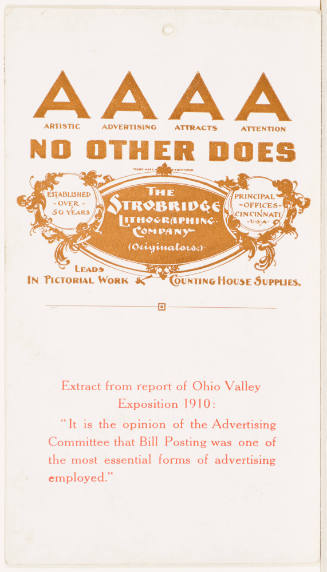 A A A A
ARTISTIC ADVERTISING ATTRACTS ATTENTION
NO OTHER DOES
ESTABLISHED
-OVER-
50 YEARS
THE
STROBRIDGE
LITHOGRAPHING
COMPANY
(Originators.)
PRINCIPAL
-OFFICES-
CINCINNATI
U.S.A.
LEADS
IN PICTORIAL WORK & COUNTING HOUSE SUPPLIES.
Extract from report of Ohio Valley
Exposition 1910:
"It is the opinion of the Advertising
Committee that Bill Posting was one of
the most essential forms of advertising
employed."